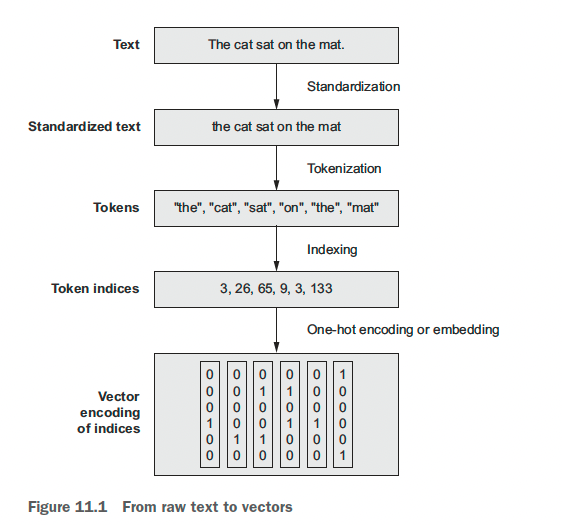 Text
The cat sat on the mat.
Standardization
Standardized text
the cat sat on the mat
Tokenization
Tokens
"the", "cat", "sat", "on", "the", "mat"
Indexing
Token indices
3, 26, 65, 9, 3, 133
One-hot encoding or embedding
Vector
encoding
of indices
0 0 0 0 0 1
0 0 1 1 0 0
0 0 0 0 0 0
1 0 0 1 1 0
0 1 1 0 0 0
0 0 0 0 0 1
Figure 11.1 From raw text to vectors